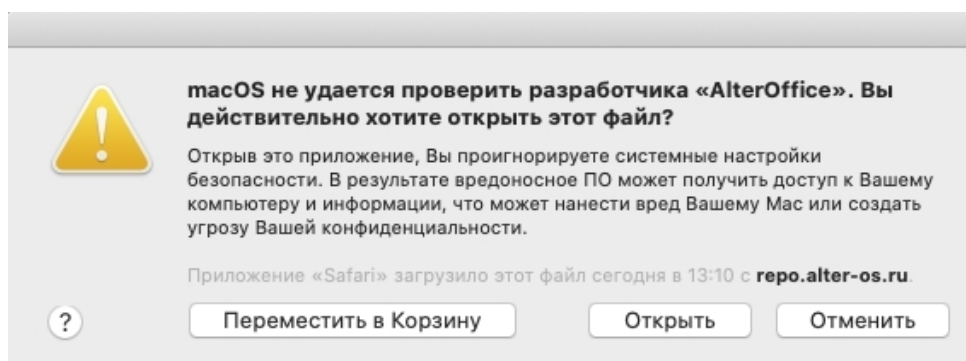 macOS не удается проверить разработчика «AlterOffice». Вы
действительно хотите открыть этот файл?
Открыв это приложение, Вы проигнорируете системные настройки
безопасности. В результате вредоносное ПО может получить доступ к Вашему
компьютеру и информации, что может нанести вред Вашему Mac или создать
угрозу Вашей конфиденциальности.
Приложение «Safari» загрузило этот файл сегодня в 13:10 с repo.alter-os.ru.
? Переместить в Корзину Открыть Отменить